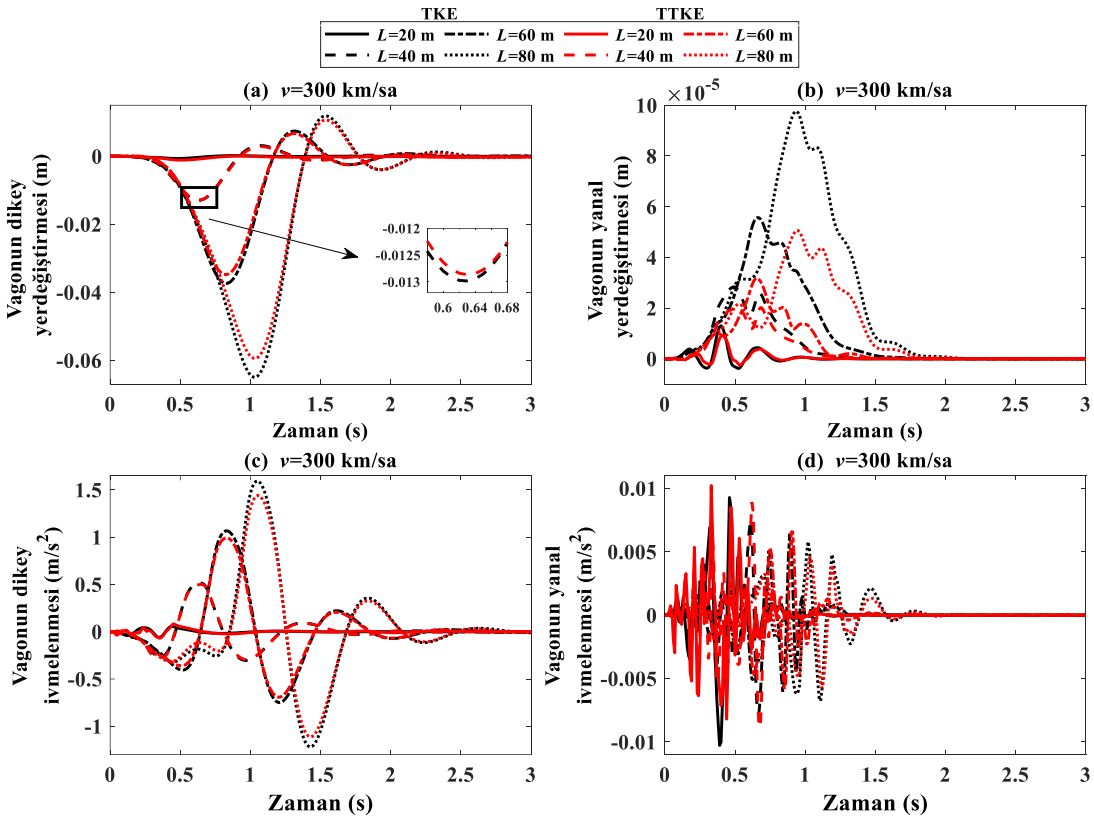 TKE TTKE
L=20 m L=60 m L=20 m L=60 m
L=40 m L=80 m L=40 m L=80 m
(a) v=300 km/sa
0
-0.02
-0.04
-0.06
Vagonun dikey
yerdeğiştirmesi (m)
-0.012
-0.0125
-0.013
0.6 0.64 0.68
0 0.5 1 1.5 2 2.5 3
Zaman (s)
(b) v=300 km/sa
×10^-5
10
8
6
4
2
0
Vagonun yanal
yerdeğiştirmesi (m)
0 0.5 1 1.5 2 2.5 3
Zaman (s)
(c) v=300 km/sa
1.5
1
0.5
0
-0.5
-1
Vagonun dikey
ivmelenmesi (m/s²)
0 0.5 1 1.5 2 2.5 3
Zaman (s)
(d) v=300 km/sa
0.01
0.005
0
-0.005
-0.01
Vagonun yanal
ivmelenmesi (m/s²)
0 0.5 1 1.5 2 2.5 3
Zaman (s)